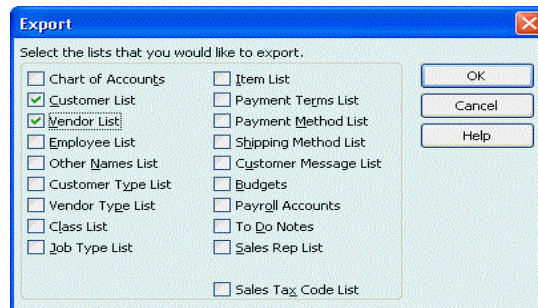 Export
Select the lists that you would like to export.
Chart of Accounts
Customer List
Vendor List
Employee List
Other Names List
Customer Type List
Vendor Type List
Class List
Job Type List
Item List
Payment Terms List
Payment Method List
Shipping Method List
Customer Message List
Budgets
Payroll Accounts
To Do Notes
Sales Rep List
Sales Tax Code List
OK
Cancel
Help